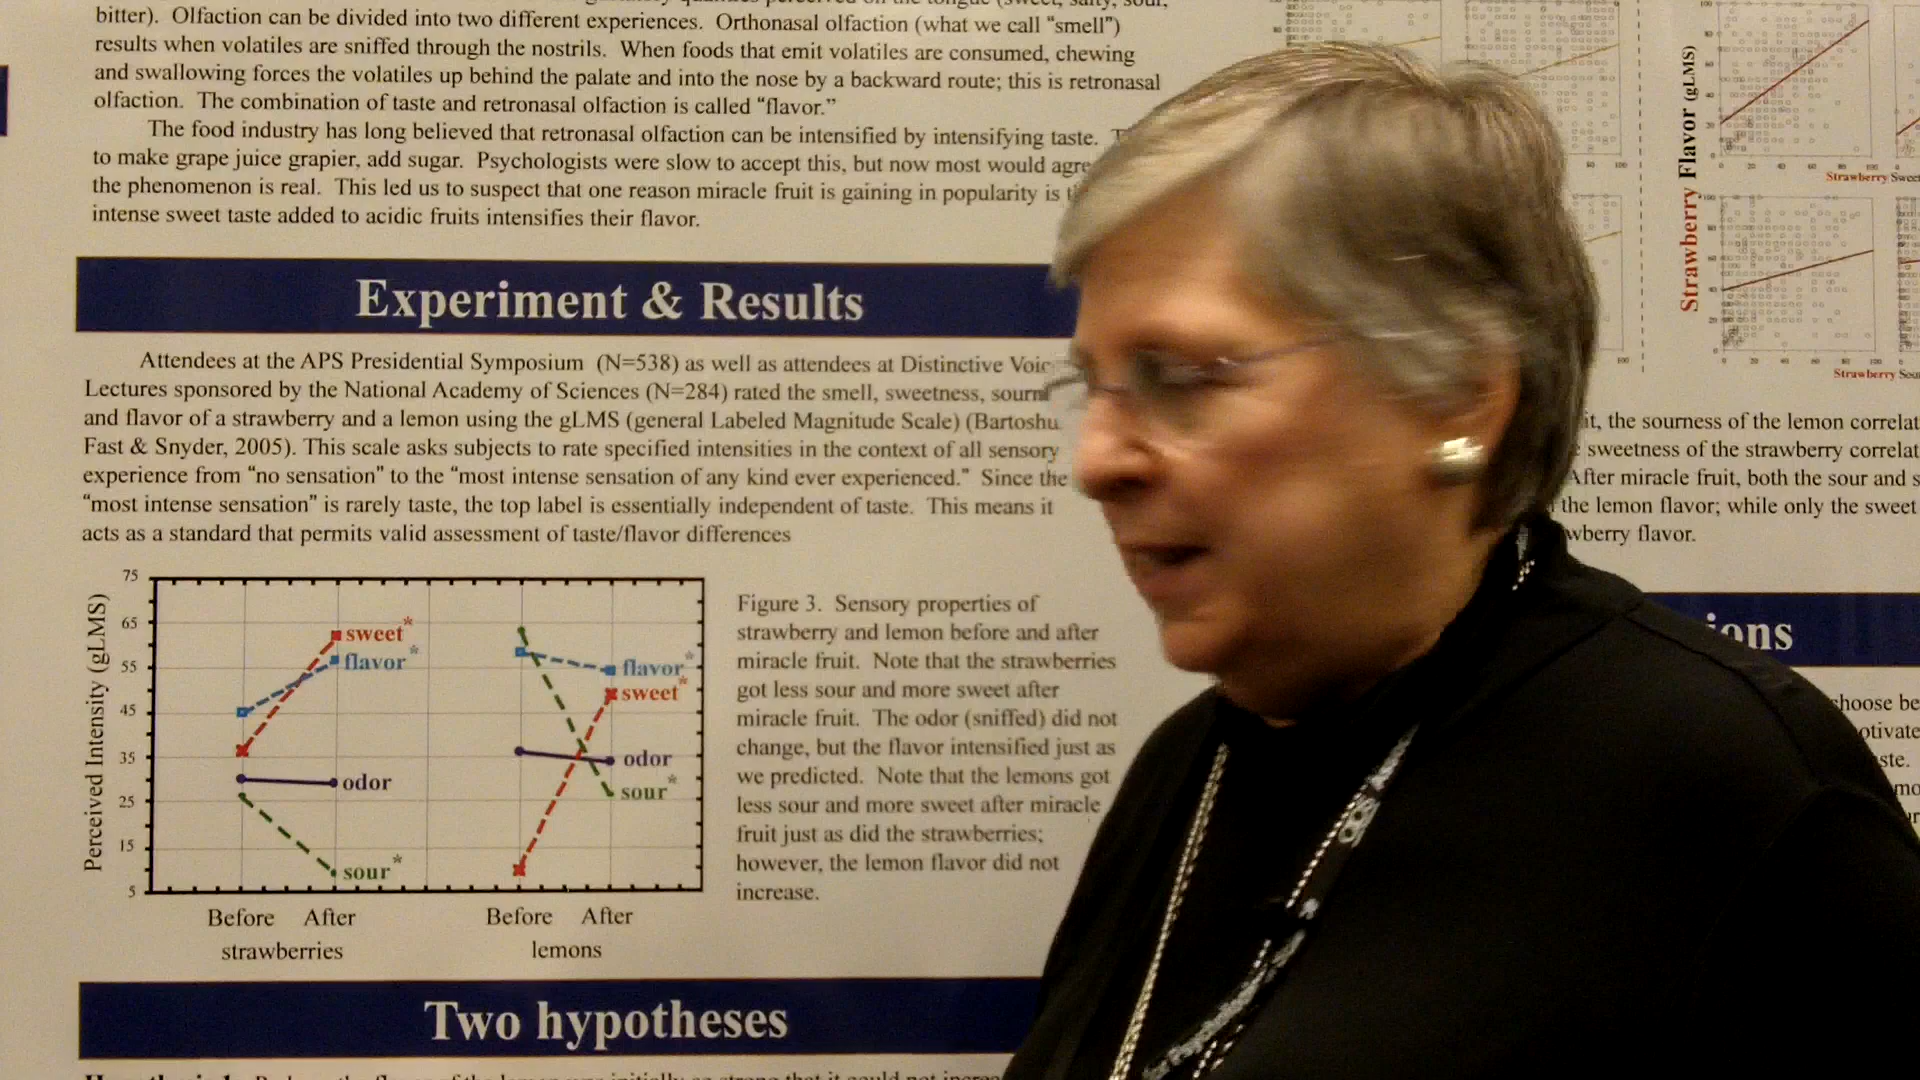 bitter). Olfaction can be divided into two different experiences. Orthonasal olfaction (what we call “smell”)
results when volatiles are sniffed through the nostrils. When foods that emit volatiles are consumed, chewing
and swallowing forces the volatiles up behind the palate and into the nose by a backward route; this is retronasal
olfaction. The combination of taste and retronasal olfaction is called “flavor.”
The food industry has long believed that retronasal olfaction can be intensified by intensifying taste.
to make grape juice grapier, add sugar. Psychologists were slow to accept this, but now most would agre
the phenomenon is real. This led us to suspect that one reason miracle fruit is gaining in popularity is
intense sweet taste added to acidic fruits intensifies their flavor.
Experiment & Results
Attendees at the APS Presidential Symposium (N=538) as well as attendees at Distinctive Voic
Lectures sponsored by the National Academy of Sciences (N=284) rated the smell, sweetness, sourn
and flavor of a strawberry and a lemon using the gLMS (general Labeled Magnitude Scale) (Bartoshu
Fast & Snyder, 2005). This scale asks subjects to rate specified intensities in the context of all sensory
experience from “no sensation” to the “most intense sensation of any kind ever experienced.” Since the
“most intense sensation” is rarely taste, the top label is essentially independent of taste. This means it
acts as a standard that permits valid assessment of taste/flavor differences
Perceived Intensity (gLMS)
75
65
55
45
35
25
15
5
sweet*
flavor*
odor
sour*
flavor*
sweet*
odor
sour*
Before After
strawberries
Before After
lemons
Figure 3. Sensory properties of
strawberry and lemon before and after
miracle fruit. Note that the strawberries
got less sour and more sweet after
miracle fruit. The odor (sniffed) did not
change, but the flavor intensified just as
we predicted. Note that the lemons got
less sour and more sweet after miracle
fruit just as did the strawberries;
however, the lemon flavor did not
increase.
Two hypotheses
Strawberry Flavor (gLMS)
Strawberry Sweet
Strawberry Sou
it, the sourness of the lemon correlat
sweetness of the strawberry correlat
After miracle fruit, both the sour and s
the lemon flavor; while only the sweet
wberry flavor.
ions
choose be
otivate
ste.